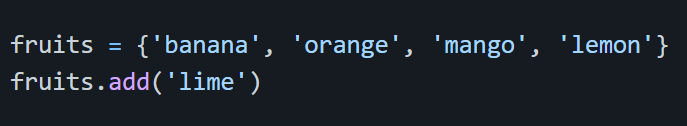 fruits = {'banana', 'orange', 'mango', 'lemon'}
fruits.add('lime')